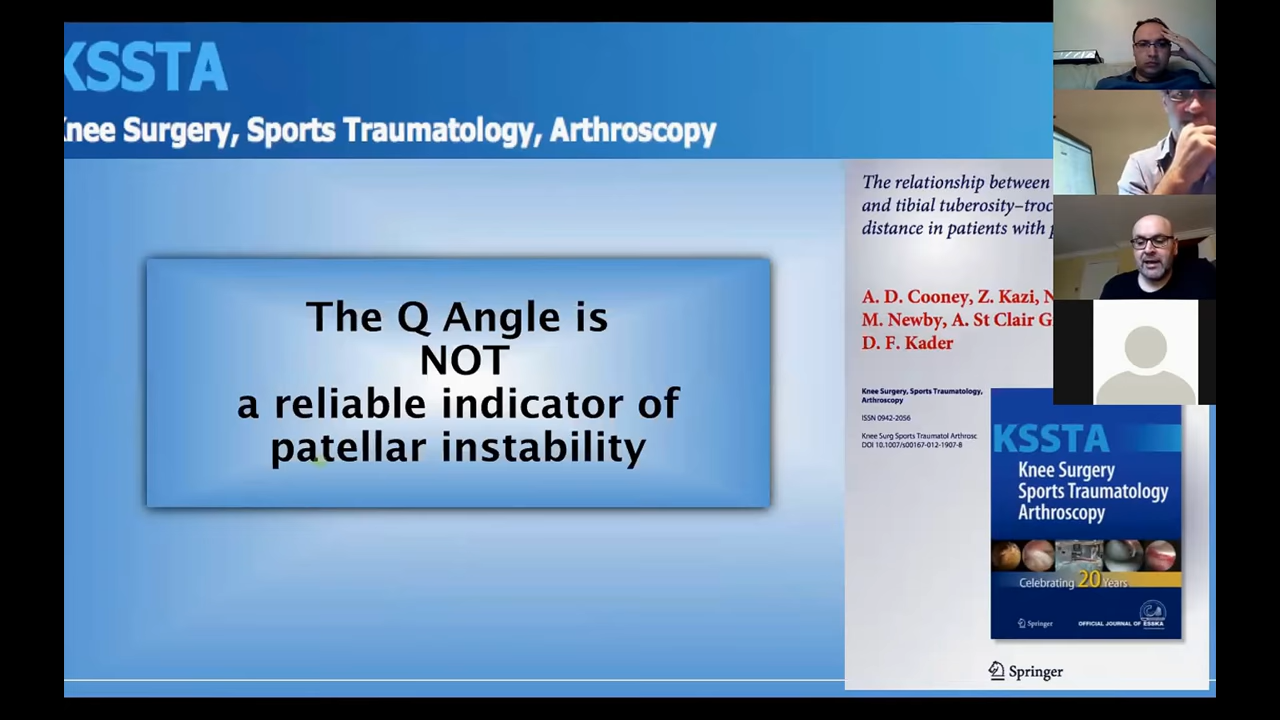 KSSTA
Knee Surgery, Sports Traumatology, Arthroscopy
The Q Angle is
NOT
a reliable indicator of
patellar instability
The relationship between
and tibial tuberosity–troc
distance in patients with
A. D. Cooney, Z. Kazi, N
M. Newby, A. St Clair G
D. F. Kader
Knee Surgery, Sports Traumatology,
Arthroscopy
ISSN 0942-2056
Knee Surg Sports Traumatol Arthrosc
DOI 10.1007/s00167-012-1907-8
KSSTA
Knee Surgery
Sports Traumatology
Arthroscopy
Celebrating 20 Years
Springer
OFFICIAL JOURNAL OF ESSKA
Springer